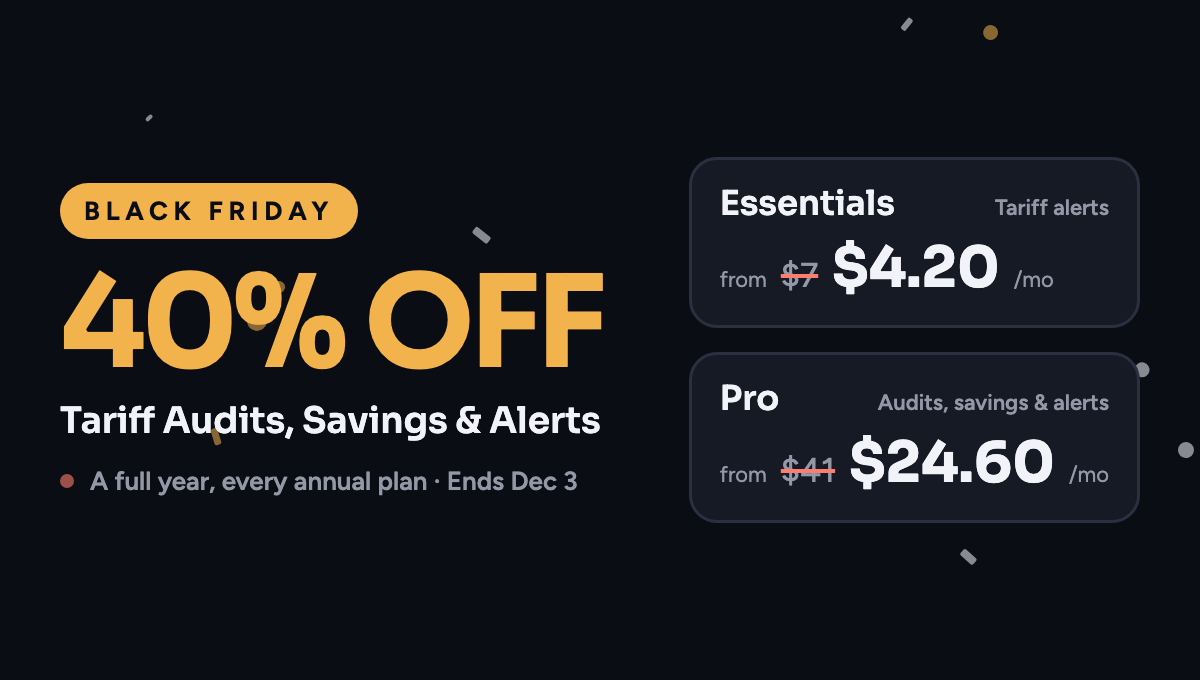 BLACK FRIDAY
40% OFF
Tariff Audits, Savings & Alerts
A full year, every annual plan · Ends Dec 3
Essentials
Tariff alerts
from $7 $4.20 /mo
Pro
Audits, savings & alerts
from $41 $24.60 /mo